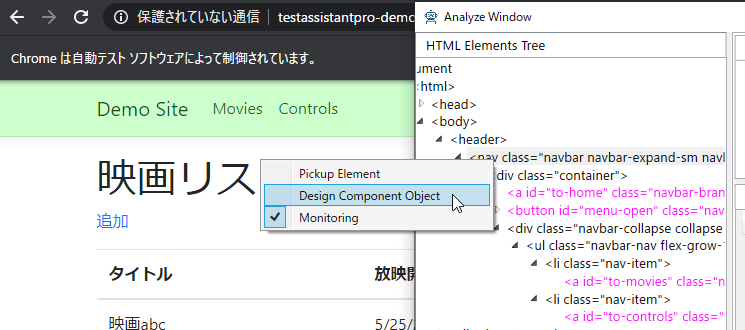 保護されていない通信 | testassistantpro-demo
Chrome は自動テスト ソフトウェアによって制御されています。
Demo Site Movies Controls
映画リス
追加
タイトル 放映開
映画abc 5/25/
Pickup Element
Design Component Object
Monitoring
Analyze Window
HTML Elements Tree
ument
<html>
<head>
<body>
<header>
<nav class="navbar navbar-expand-sm navl
div class="container">
<a id="to-home" class="navbar-bran
<button id="menu-open" class="nav
<div class="navbar-collapse collapse
<ul class="navbar-nav flex-grow-
<li class="nav-item">
<a id="to-movies" class="na
<li class="nav-item">
<a id="to-controls" class="n